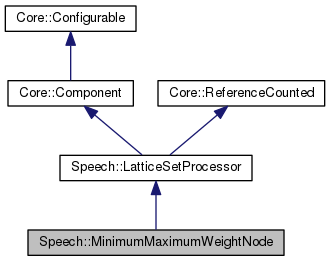 Core::Configurable
Core::Component
Core::ReferenceCounted
Speech::LatticeSetProcessor
Speech::MinimumMaximumWeightNode